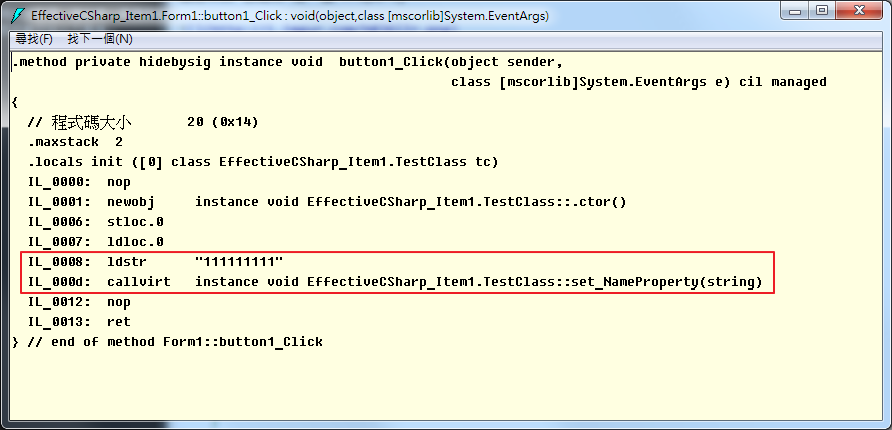 EffectiveCSharp_Item1.Form1::button1_Click : void(object,class [mscorlib]System.EventArgs)
尋找(F) 找下一個(N)
.method private hidebysig instance void  button1_Click(object sender,
                                                       class [mscorlib]System.EventArgs e) cil managed
{
  // 程式碼大小       20 (0x14)
  .maxstack  2
  .locals init ([0] class EffectiveCSharp_Item1.TestClass tc)
  IL_0000:  nop
  IL_0001:  newobj     instance void EffectiveCSharp_Item1.TestClass::.ctor()
  IL_0006:  stloc.0
  IL_0007:  ldloc.0
  IL_0008:  ldstr      "111111111"
  IL_000d:  callvirt   instance void EffectiveCSharp_Item1.TestClass::set_NameProperty(string)
  IL_0012:  nop
  IL_0013:  ret
} // end of method Form1::button1_Click